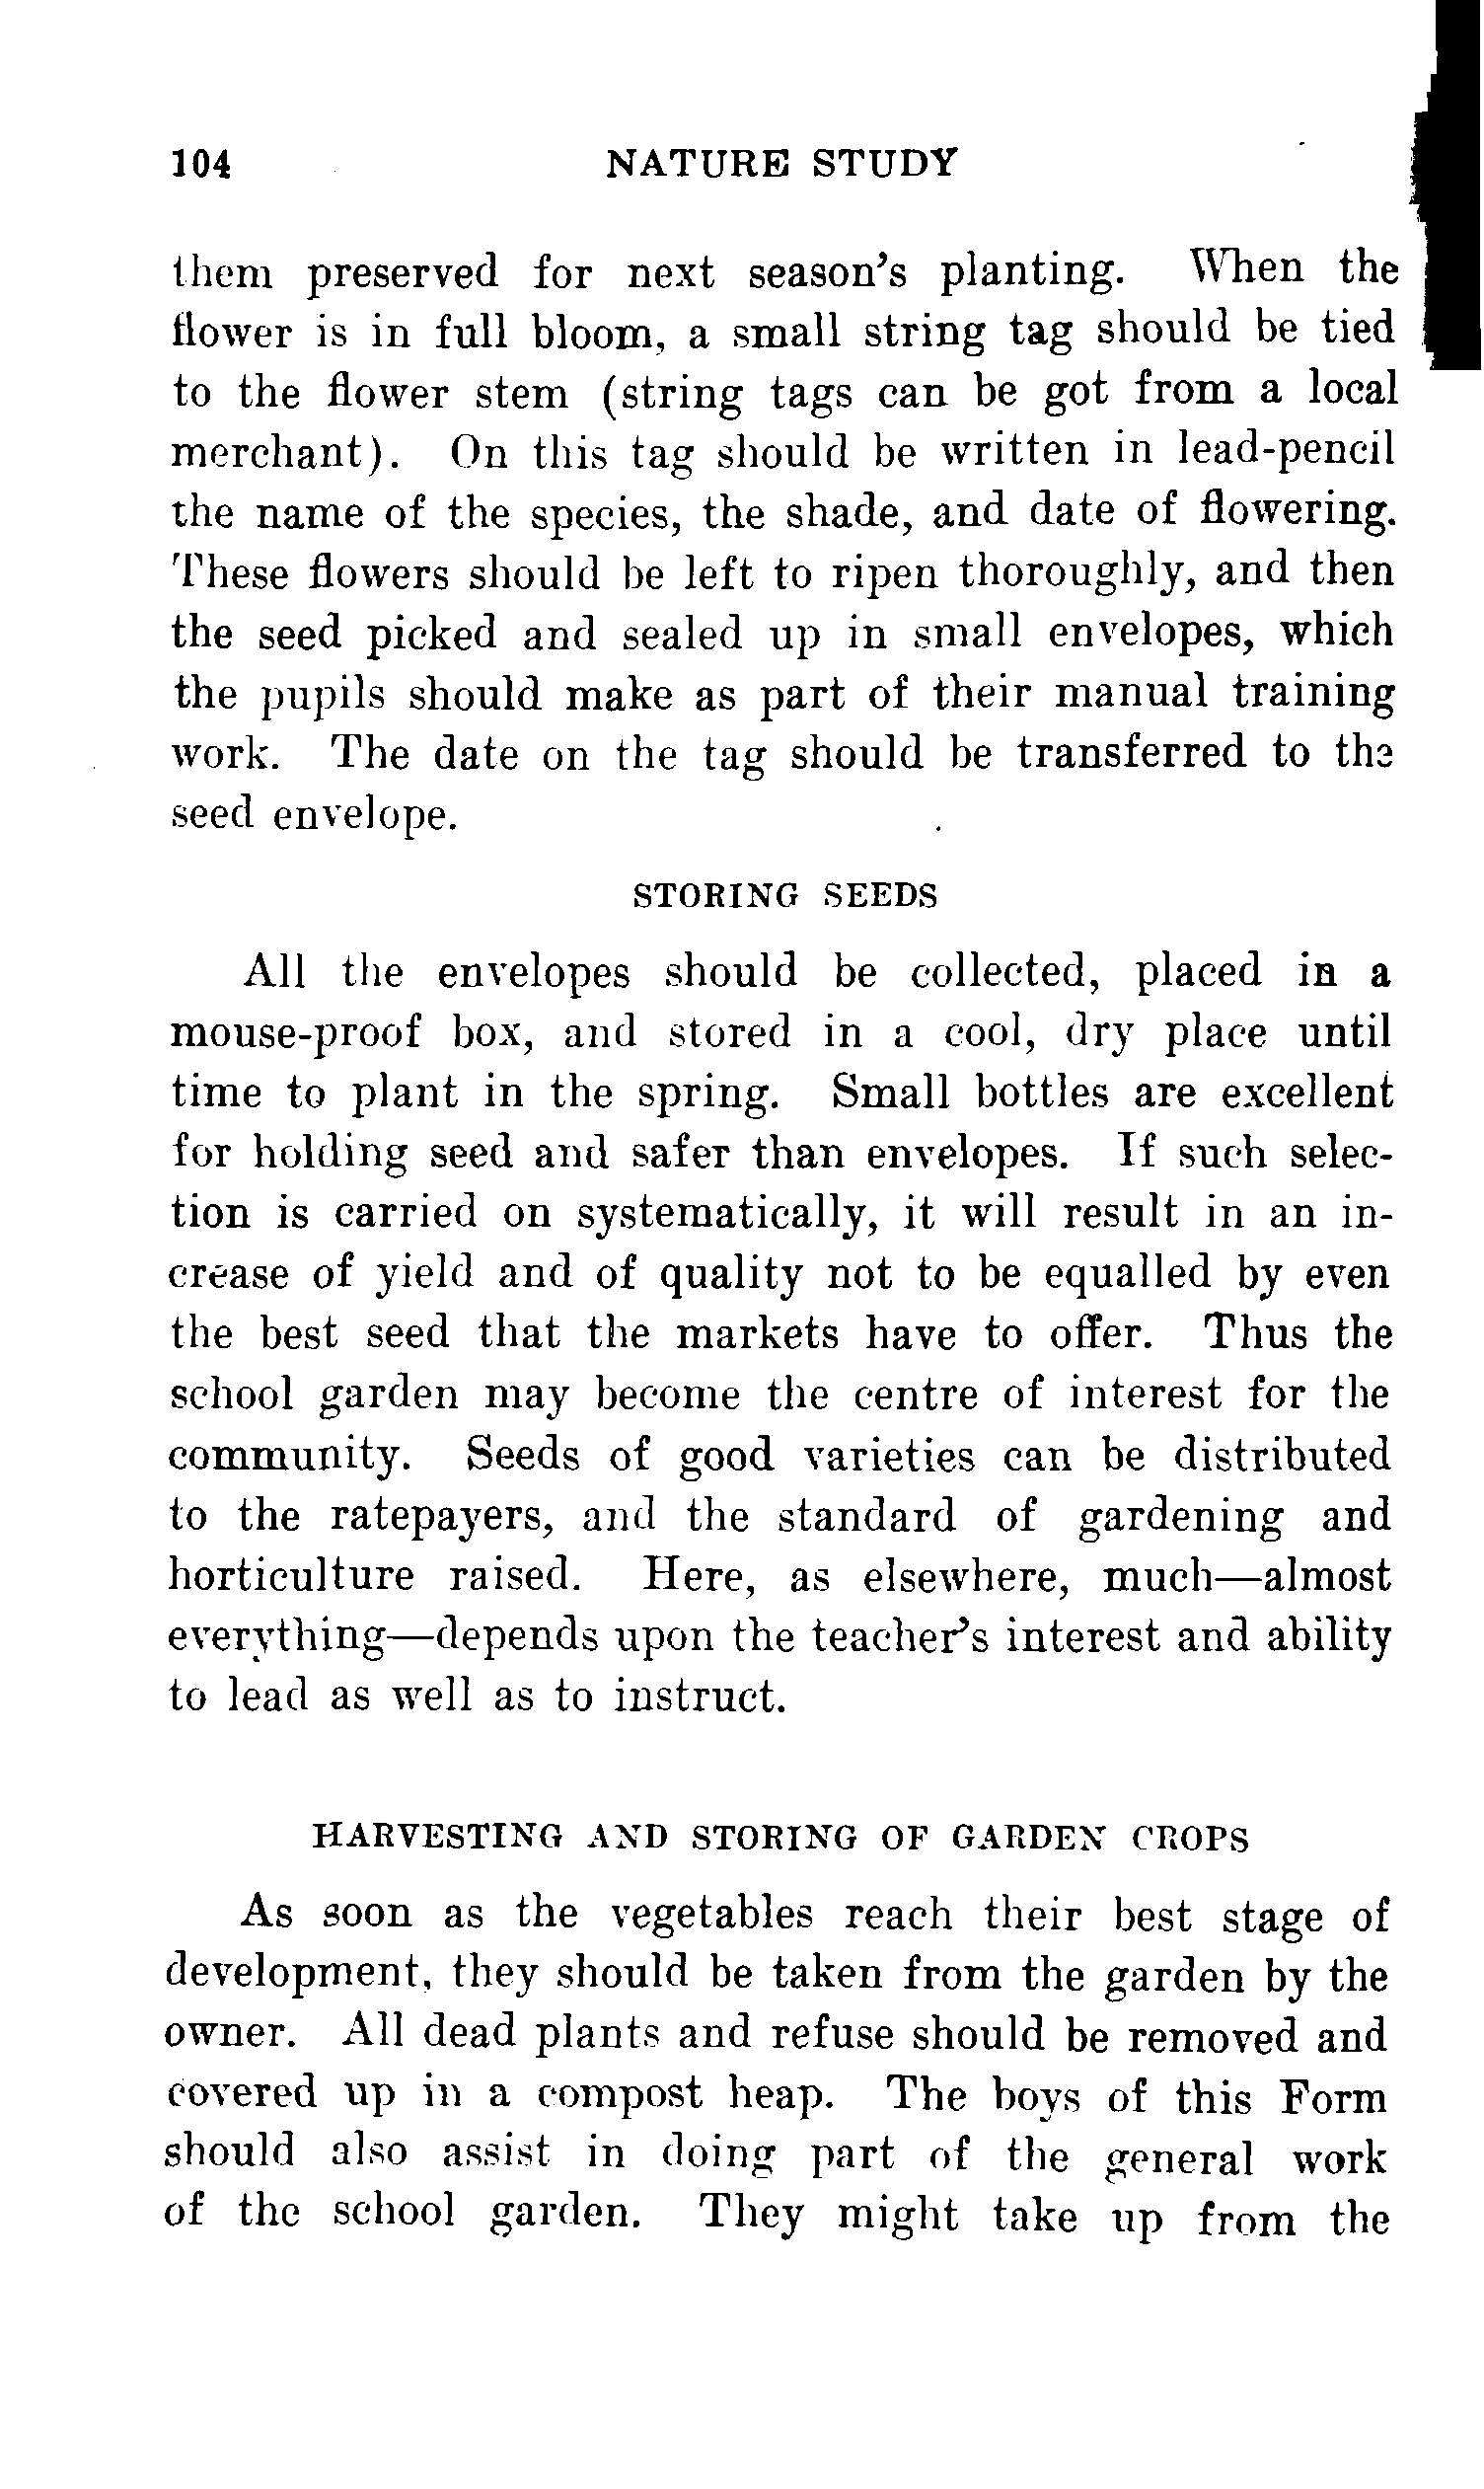 104 NATURE STUDY
them preserved for next season's planting. When the
flower is in full bloom, a small string tag should be tied
to the flower stem (string tags can be got from a local
merchant). On this tag should be written in lead-pencil
the name of the species, the shade, and date of flowering.
These flowers should be left to ripen thoroughly, and then
the seed picked and sealed up in small envelopes, which
the pupils should make as part of their manual training
work. The date on the tag should be transferred to the
seed envelope.
STORING SEEDS
All the envelopes should be collected, placed in a
mouse-proof box, and stored in a cool, dry place until
time to plant in the spring. Small bottles are excellent
for holding seed and safer than envelopes. If such selec-
tion is carried on systematically, it will result in an in-
crease of yield and of quality not to be equalled by even
the best seed that the markets have to offer. Thus the
school garden may become the centre of interest for the
community. Seeds of good varieties can be distributed
to the ratepayers, and the standard of gardening and
horticulture raised. Here, as elsewhere, much—almost
everything—depends upon the teacher's interest and ability
to lead as well as to instruct.
HARVESTING AND STORING OF GARDEN CROPS
As soon as the vegetables reach their best stage of
development, they should be taken from the garden by the
owner. All dead plants and refuse should be removed and
covered up in a compost heap. The boys of this Form
should also assist in doing part of the general work
of the school garden. They might take up from the